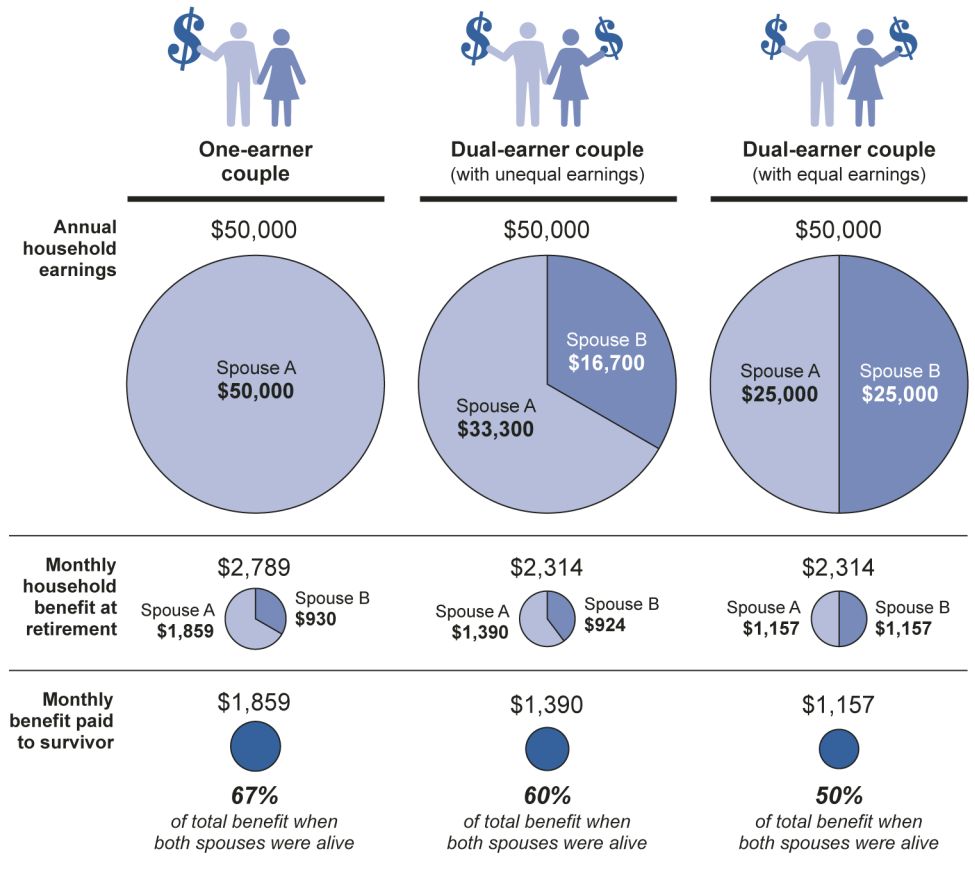 $
$
$
$
$
One-earner
couple
Dual-earner couple
(with unequal earnings)
Dual-earner couple
(with equal earnings)
Annual
household
earnings
$50,000
$50,000
$50,000
Spouse A
$50,000
Spouse B
$16,700
Spouse A
$33,300
Spouse A
$25,000
Spouse B
$25,000
Monthly
household
benefit at
retirement
$2,789
Spouse A
$1,859
Spouse B
$930
$2,314
Spouse A
$1,390
Spouse B
$924
$2,314
Spouse A
$1,157
Spouse B
$1,157
Monthly
benefit paid
to survivor
$1,859
67%
of total benefit when
both spouses were alive
$1,390
60%
of total benefit when
both spouses were alive
$1,157
50%
of total benefit when
both spouses were alive